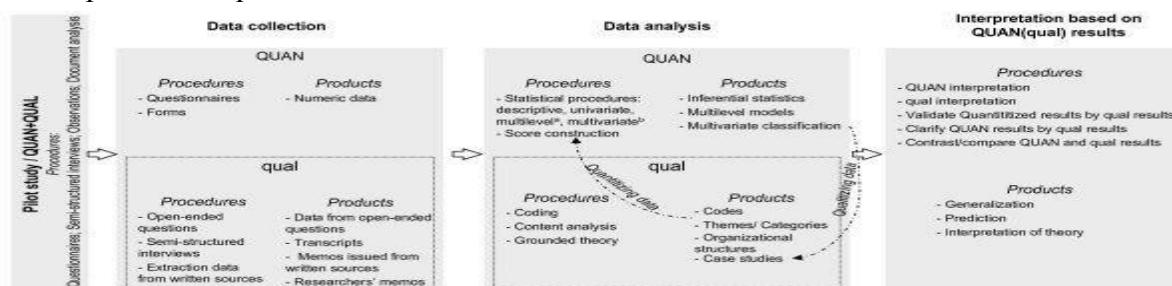 Pilot study / QUAN+QUAL
Procedures:
Questionnaires; Semi-structured interviews; Observations; Document analysis
Data collection
QUAN
Procedures
- Questionnaires
- Forms
Products
- Numeric data
qual
Procedures
- Open-ended
questions
- Semi-structured
interviews
- Extraction data
from written sources
Products
- Data from open-ended
questions
- Transcripts
- Memos issued from
written sources
- Researchers' memos
Data analysis
QUAN
Procedures
- Statistical procedures:
descriptive, univariate,
multilevelª, multivariateᵇ
- Score construction
Products
- Inferential statistics
- Multilevel models
- Multivariate classification
qual
Procedures
- Coding
- Content analysis
- Grounded theory
Quantitizing data
Products
- Codes
- Themes/ Categories
- Organizational
structures
- Case studies
Qualitizing data
Interpretation based on
QUAN(qual) results
Procedures
- QUAN interpretation
- qual interpretation
- Validate Quantitized results by qual results
- Clarify QUAN results by qual results
- Contrast/compare QUAN and qual results
Products
- Generalization
- Prediction
- Interpretation of theory